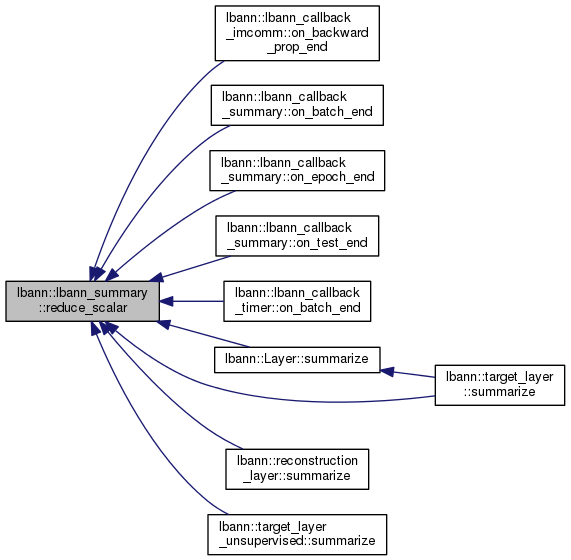 lbann::lbann_callback
_imcomm::on_backward
_prop_end
lbann::lbann_callback
_summary::on_batch_end
lbann::lbann_callback
_summary::on_epoch_end
lbann::lbann_callback
_summary::on_test_end
lbann::lbann_summary
::reduce_scalar
lbann::lbann_callback
_timer::on_batch_end
lbann::Layer::summarize
lbann::target_layer
::summarize
lbann::reconstruction
_layer::summarize
lbann::target_layer
_unsupervised::summarize